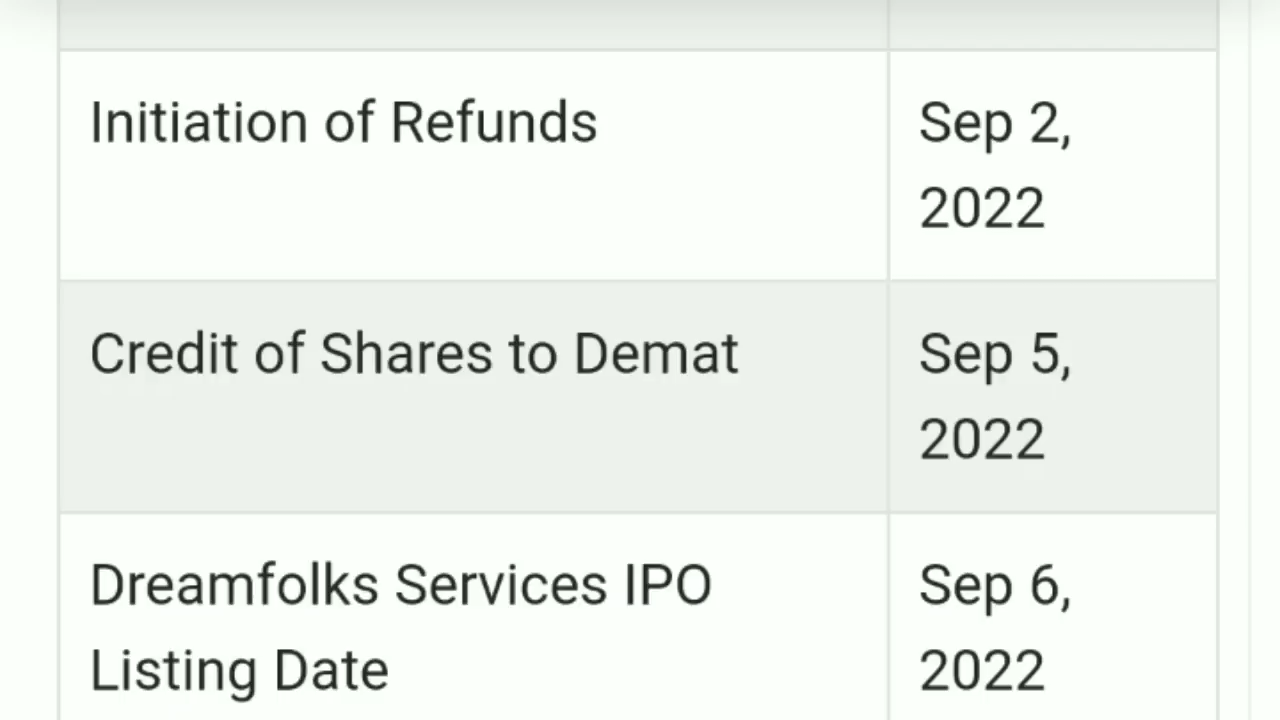 Initiation of Refunds
Sep 2,
2022
Credit of Shares to Demat
Sep 5,
2022
Dreamfolks Services IPO
Listing Date
Sep 6,
2022